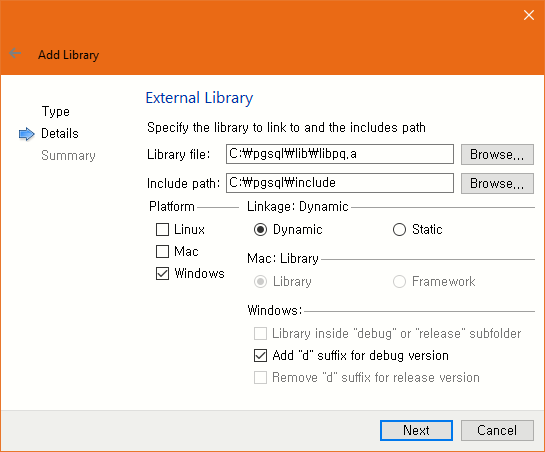 Add Library
External Library
Type
Details
Summary
Specify the library to link to and the includes path
Library file: C:₩pgsql₩lib₩libpq.a Browse...
Include path: C:₩pgsql₩include Browse...
Platform
Linux
Mac
Windows
Linkage: Dynamic
Dynamic Static
Mac: Library
Library Framework
Windows:
Library inside "debug" or "release" subfolder
Add "d" suffix for debug version
Remove "d" suffix for release version
Next Cancel